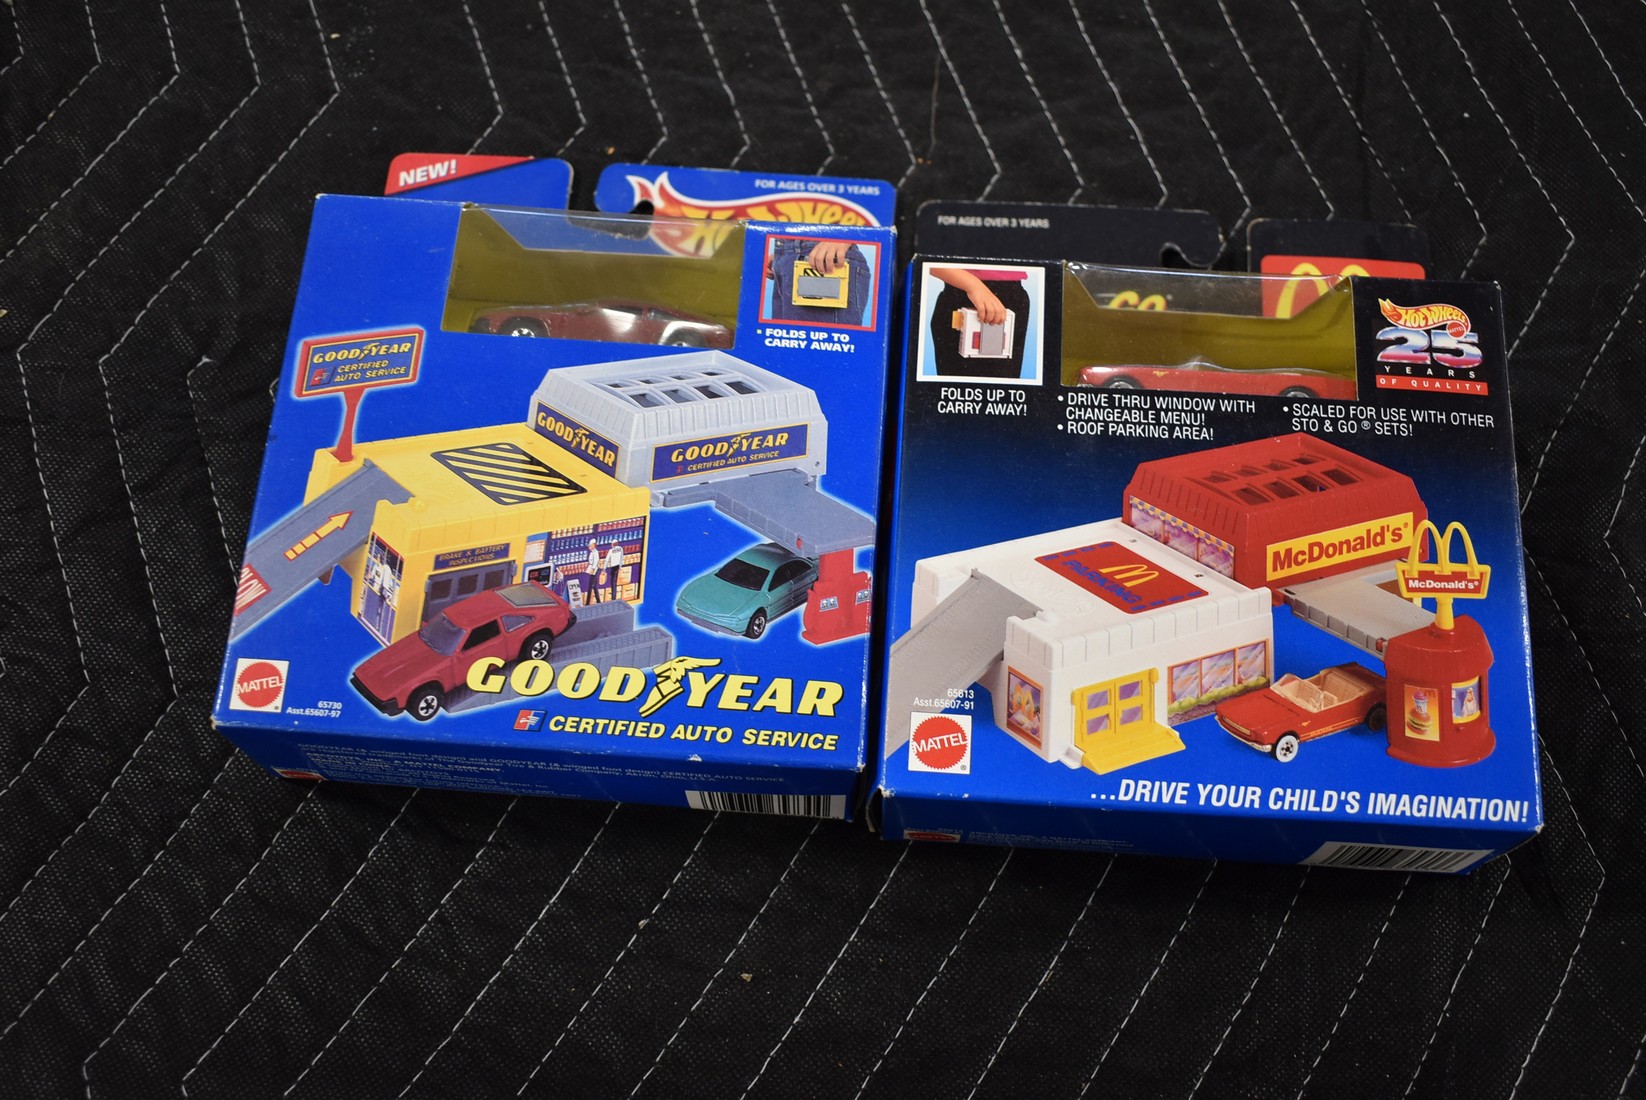 NEW!
FOR AGES OVER 3 YEARS
Hot Wheels
• FOLDS UP TO
CARRY AWAY!
GOODYEAR
CERTIFIED
AUTO SERVICE
GOODYEAR
GOODYEAR
CERTIFIED AUTO SERVICE
BRAKE & BATTERY
INSPECTIONS
MATTEL
65730
Asst.65607-97
GOODYEAR
CERTIFIED AUTO SERVICE
FOR AGES OVER 3 YEARS
GO
FOLDS UP TO
CARRY AWAY!
• DRIVE THRU WINDOW WITH
CHANGEABLE MENU!
• ROOF PARKING AREA!
• SCALED FOR USE WITH OTHER
STO & GO® SETS!
Hot Wheels
MATTEL
25
YEARS
OF QUALITY
McDonald's®
PARKING
McDonald's®
65613
Asst.65607-91
MATTEL
...DRIVE YOUR CHILD'S IMAGINATION!